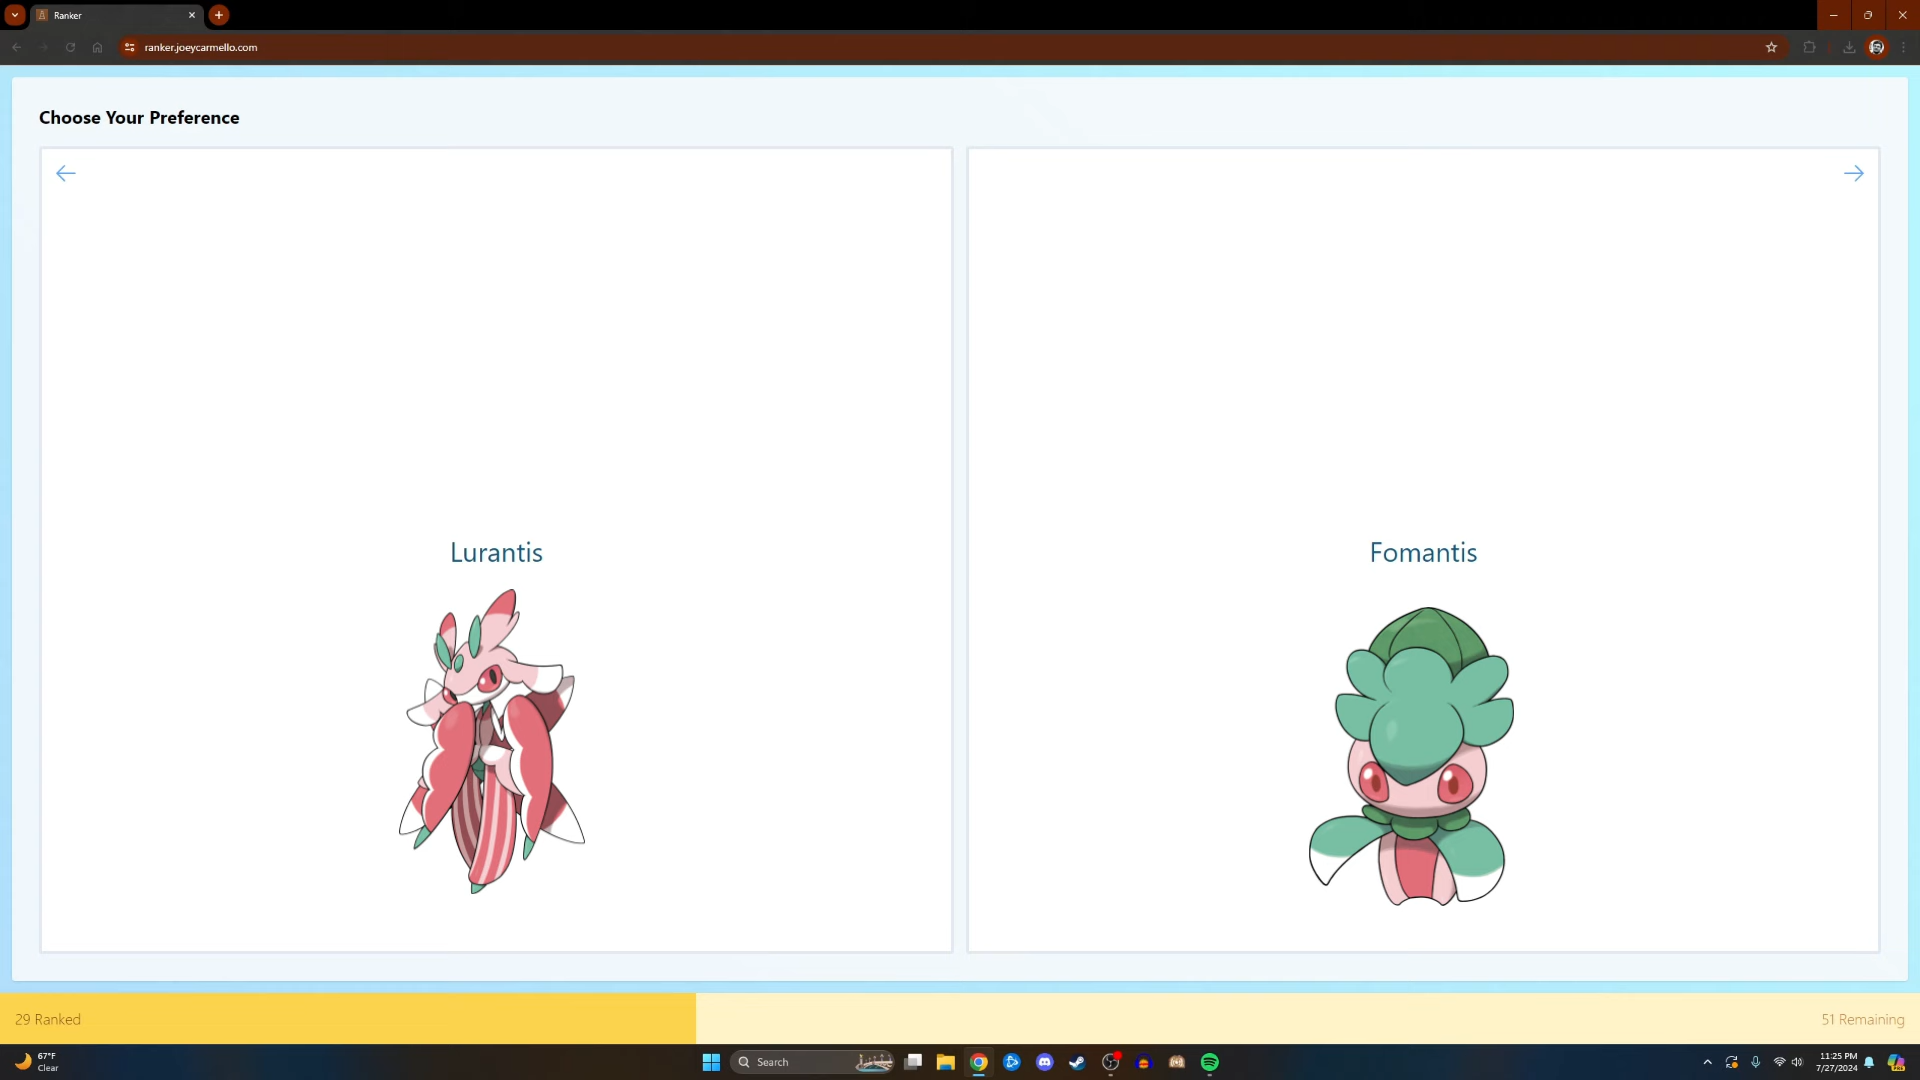 Ranker
ranker.joeycarmello.com
Choose Your Preference
Lurantis
Fomantis
29 Ranked
51 Remaining
67°F
Clear
Search
11:25 PM
7/27/2024